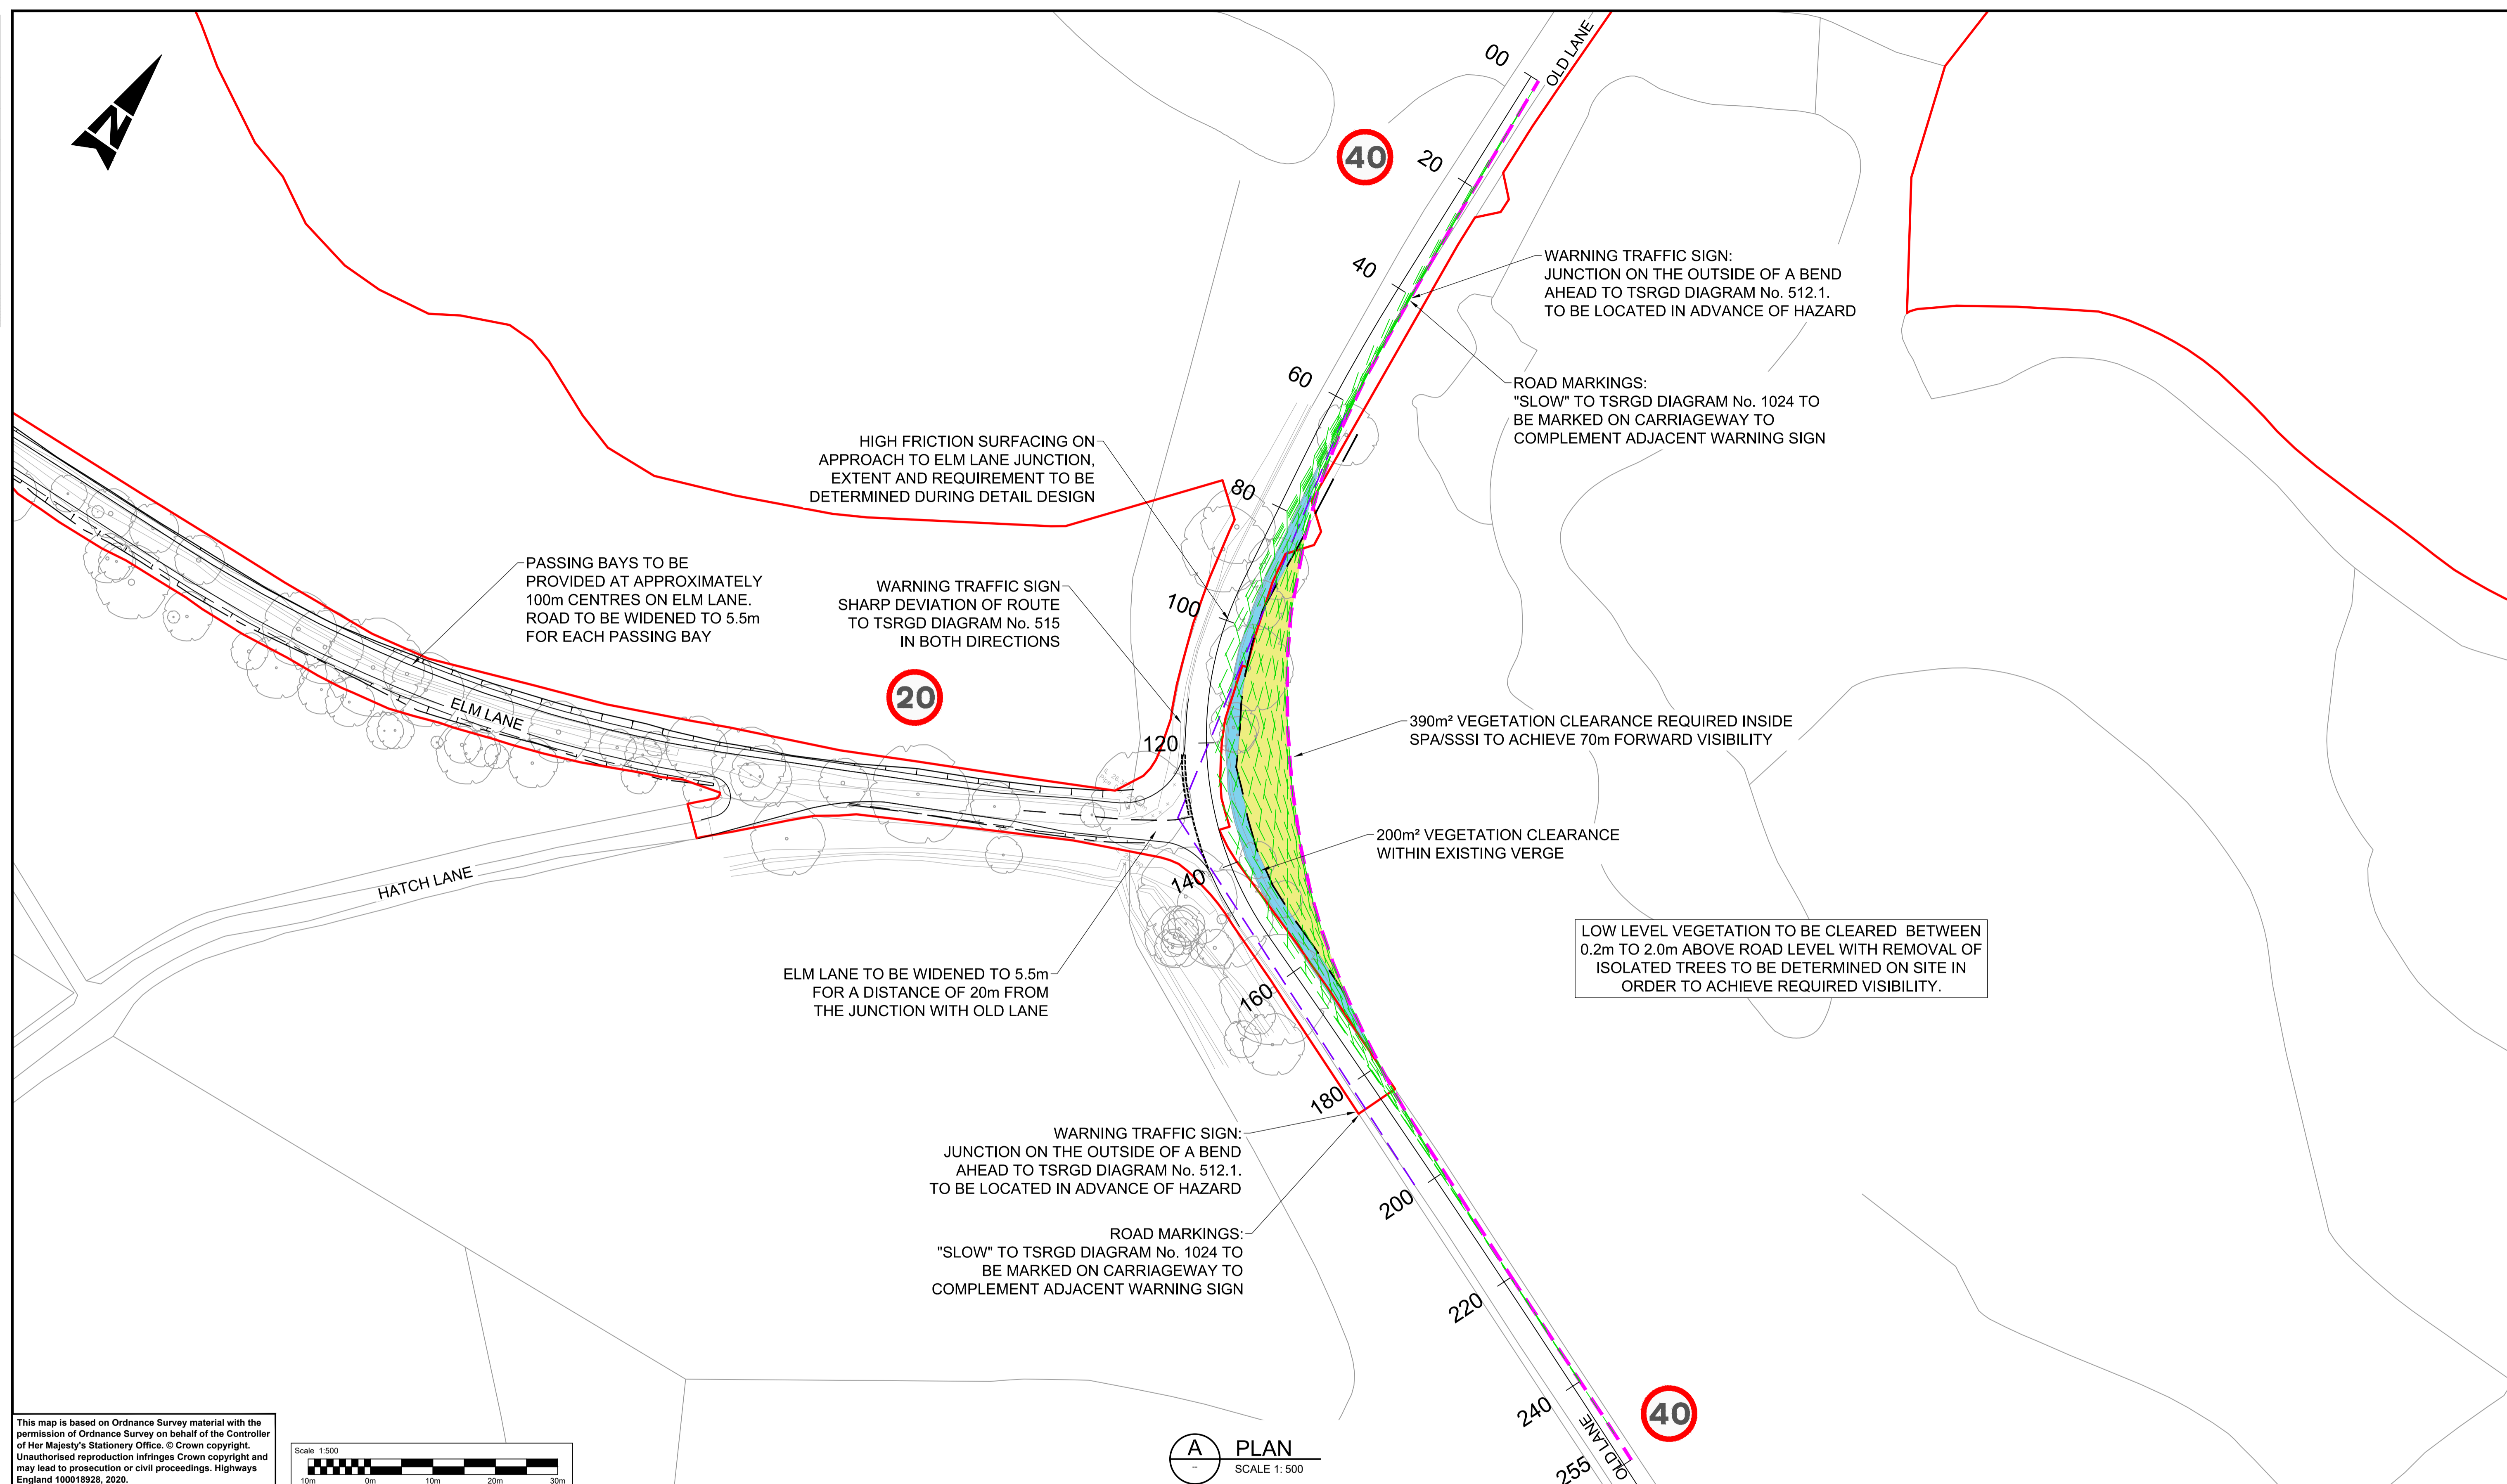 00
OLD LANE
40
20
40
WARNING TRAFFIC SIGN:
JUNCTION ON THE OUTSIDE OF A BEND
AHEAD TO TSRGD DIAGRAM No. 512.1.
TO BE LOCATED IN ADVANCE OF HAZARD
60
ROAD MARKINGS:
"SLOW" TO TSRGD DIAGRAM No. 1024 TO
BE MARKED ON CARRIAGEWAY TO
COMPLEMENT ADJACENT WARNING SIGN
HIGH FRICTION SURFACING ON
APPROACH TO ELM LANE JUNCTION,
EXTENT AND REQUIREMENT TO BE
DETERMINED DURING DETAIL DESIGN
80
PASSING BAYS TO BE
PROVIDED AT APPROXIMATELY
100m CENTRES ON ELM LANE.
ROAD TO BE WIDENED TO 5.5m
FOR EACH PASSING BAY
WARNING TRAFFIC SIGN
SHARP DEVIATION OF ROUTE
TO TSRGD DIAGRAM No. 515
IN BOTH DIRECTIONS
100
20
ELM LANE
120
390m² VEGETATION CLEARANCE REQUIRED INSIDE
SPA/SSSI TO ACHIEVE 70m FORWARD VISIBILITY
200m² VEGETATION CLEARANCE
WITHIN EXISTING VERGE
HATCH LANE
140
LOW LEVEL VEGETATION TO BE CLEARED BETWEEN
0.2m TO 2.0m ABOVE ROAD LEVEL WITH REMOVAL OF
ISOLATED TREES TO BE DETERMINED ON SITE IN
ORDER TO ACHIEVE REQUIRED VISIBILITY.
ELM LANE TO BE WIDENED TO 5.5m
FOR A DISTANCE OF 20m FROM
THE JUNCTION WITH OLD LANE
160
180
WARNING TRAFFIC SIGN:
JUNCTION ON THE OUTSIDE OF A BEND
AHEAD TO TSRGD DIAGRAM No. 512.1.
TO BE LOCATED IN ADVANCE OF HAZARD
200
ROAD MARKINGS:
"SLOW" TO TSRGD DIAGRAM No. 1024 TO
BE MARKED ON CARRIAGEWAY TO
COMPLEMENT ADJACENT WARNING SIGN
220
240
40
OLD LANE
255
This map is based on Ordnance Survey material with the
permission of Ordnance Survey on behalf of the Controller
of Her Majesty's Stationery Office. © Crown copyright.
Unauthorised reproduction infringes Crown copyright and
may lead to prosecution or civil proceedings. Highways
England 100018928, 2020.
Scale 1:500
10m 0m 10m 20m 30m
A
--
PLAN
SCALE 1: 500
N